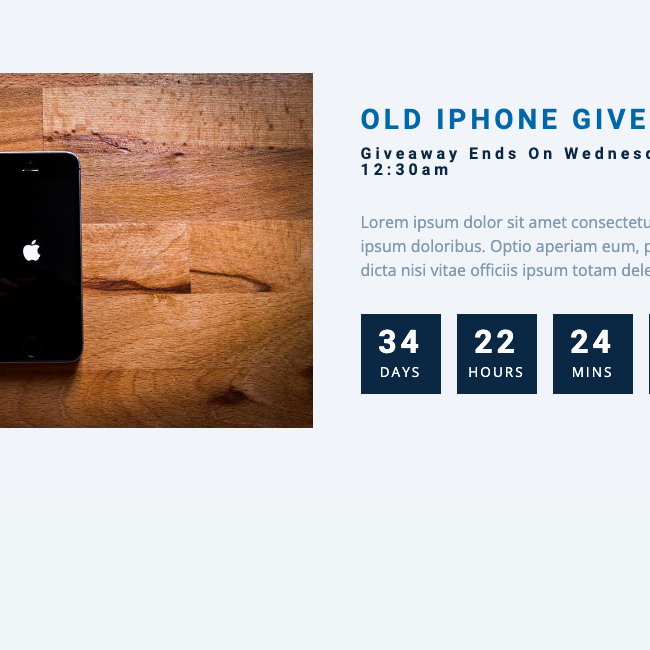 OLD IPHONE GIVE
Giveaway Ends On Wednesd
12:30am
Lorem ipsum dolor sit amet consectetu
ipsum doloribus. Optio aperiam eum, p
dicta nisi vitae officiis ipsum totam dele
34 22 24
DAYS HOURS MINS